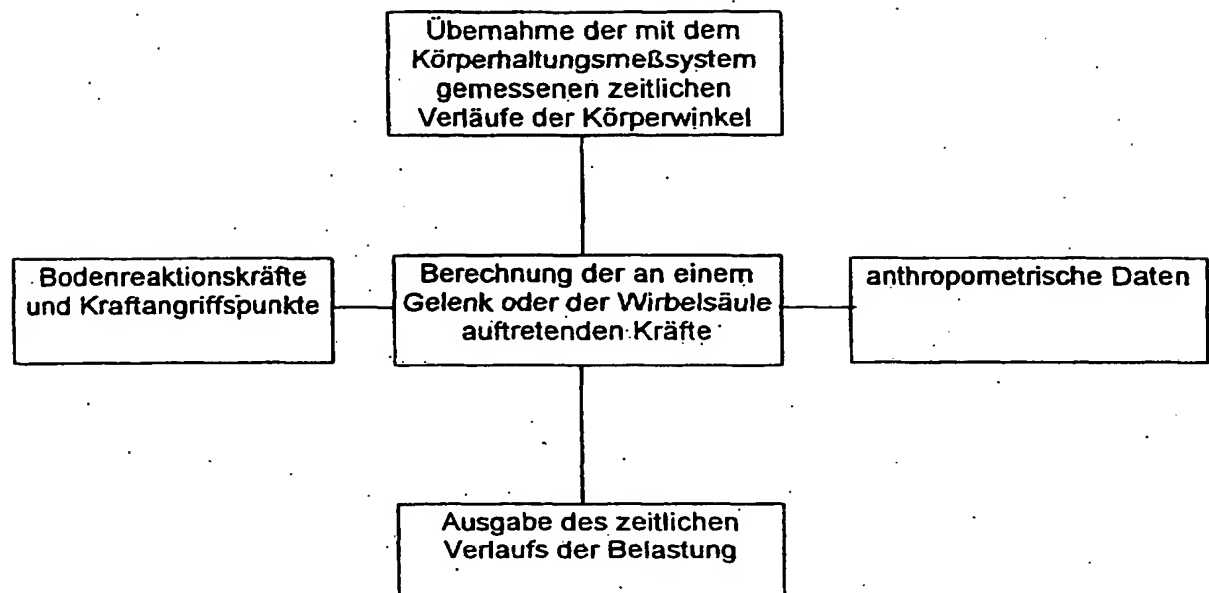 Übernahme der mit dem
Körperhaltungsmeßsystem
gemessenen zeitlichen
Verläufe der Körperwinkel
Bodenreaktionskräfte
und Kraftangriffspunkte
Berechnung der an einem
Gelenk oder der Wirbelsäule
auftretenden Kräfte
anthropometrische Daten
Ausgabe des zeitlichen
Verlaufs der Belastung